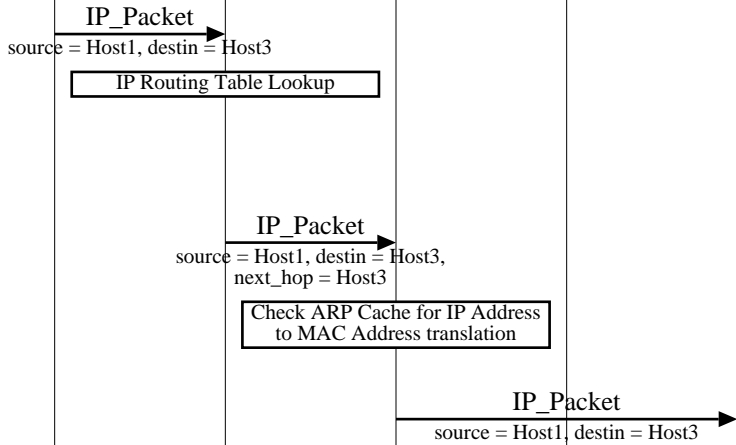 IP_Packet
source = Host1, destin = Host3
IP Routing Table Lookup
IP_Packet
source = Host1, destin = Host3,
next_hop = Host3
Check ARP Cache for IP Address
to MAC Address translation
IP_Packet
source = Host1, destin = Host3